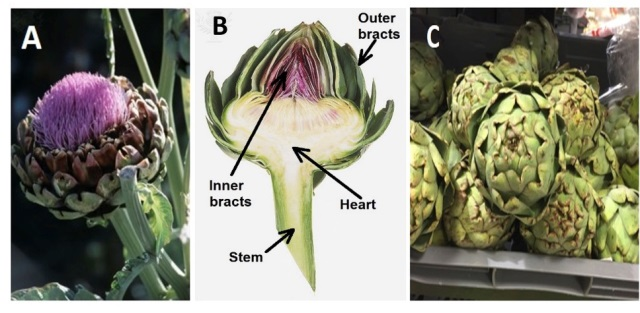 A
B
C
Outer
bracts
Inner
bracts
Heart
Stem